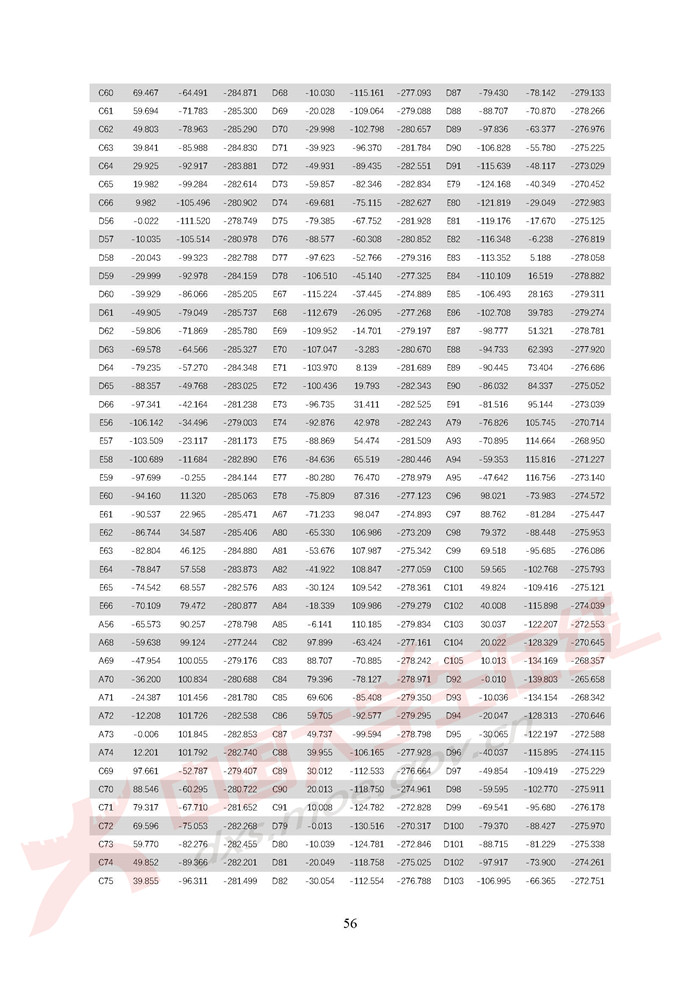 C60 69.467 -64.491 -284.871 D68 -10.030 -115.161 -277.093 D87 -79.430 -78.142 -279.133
C61 59.694 -71.783 -285.300 D69 -20.028 -109.064 -279.088 D88 -88.707 -70.870 -278.266
C62 49.803 -78.963 -285.290 D70 -29.998 -102.798 -280.657 D89 -97.836 -63.377 -276.976
C63 39.841 -85.988 -284.830 D71 -39.923 -96.370 -281.784 D90 -106.828 -55.780 -275.225
C64 29.925 -92.917 -283.881 D72 -49.931 -89.435 -282.551 D91 -115.639 -48.117 -273.029
C65 19.982 -99.284 -282.614 D73 -59.857 -82.346 -282.834 E79 -124.168 -40.349 -270.452
C66 9.982 -105.496 -280.902 D74 -69.681 -75.115 -282.627 E80 -121.819 -29.049 -272.983
D56 -0.022 -111.520 -278.749 D75 -79.385 -67.752 -281.928 E81 -119.176 -17.670 -275.125
D57 -10.035 -105.514 -280.978 D76 -88.577 -60.308 -280.852 E82 -116.348 -6.238 -276.819
D58 -20.043 -99.323 -282.788 D77 -97.623 -52.766 -279.316 E83 -113.352 5.188 -278.058
D59 -29.999 -92.978 -284.159 D78 -106.510 -45.140 -277.325 E84 -110.109 16.519 -278.882
D60 -39.929 -86.066 -285.205 E67 -115.224 -37.445 -274.889 E85 -106.493 28.163 -279.311
D61 -49.905 -79.049 -285.737 E68 -112.679 -26.095 -277.268 E86 -102.708 39.783 -279.274
D62 -59.806 -71.869 -285.780 E69 -109.952 -14.701 -279.197 E87 -98.777 51.321 -278.781
D63 -69.578 -64.566 -285.327 E70 -107.047 -3.283 -280.670 E88 -94.733 62.393 -277.920
D64 -79.235 -57.270 -284.348 E71 -103.970 8.139 -281.689 E89 -90.445 73.404 -276.686
D65 -88.357 -49.768 -283.025 E72 -100.436 19.793 -282.343 E90 -86.032 84.337 -275.052
D66 -97.341 -42.164 -281.238 E73 -96.735 31.411 -282.525 E91 -81.516 95.144 -273.039
E56 -106.142 -34.496 -279.003 E74 -92.876 42.978 -282.243 A79 -76.826 105.745 -270.714
E57 -103.509 -23.117 -281.173 E75 -88.869 54.474 -281.509 A93 -70.895 114.664 -268.950
E58 -100.689 -11.684 -282.890 E76 -84.636 65.519 -280.446 A94 -59.353 115.816 -271.227
E59 -97.699 -0.255 -284.144 E77 -80.280 76.470 -278.979 A95 -47.642 116.756 -273.140
E60 -94.160 11.320 -285.063 E78 -75.809 87.316 -277.123 C96 98.021 -73.983 -274.572
E61 -90.537 22.965 -285.471 A67 -71.233 98.047 -274.893 C97 88.762 -81.284 -275.447
E62 -86.744 34.587 -285.406 A80 -65.330 106.986 -273.209 C98 79.372 -88.448 -275.953
E63 -82.804 46.125 -284.880 A81 -53.676 107.987 -275.342 C99 69.518 -95.685 -276.086
E64 -78.847 57.558 -283.873 A82 -41.922 108.847 -277.059 C100 59.565 -102.768 -275.793
E65 -74.542 68.557 -282.576 A83 -30.124 109.542 -278.361 C101 49.824 -109.416 -275.121
E66 -70.109 79.472 -280.877 A84 -18.339 109.986 -279.279 C102 40.008 -115.898 -274.039
A56 -65.573 90.257 -278.798 A85 -6.141 110.185 -279.834 C103 30.037 -122.207 -272.553
A68 -59.638 99.124 -277.244 C82 97.899 -63.424 -277.161 C104 20.022 -128.329 -270.645
A69 -47.954 100.055 -279.176 C83 88.707 -70.885 -278.242 C105 10.013 -134.169 -268.357
A70 -36.200 100.834 -280.688 C84 79.396 -78.127 -278.971 D92 -0.010 -139.803 -265.658
A71 -24.387 101.456 -281.780 C85 69.606 -85.408 -279.350 D93 -10.036 -134.154 -268.342
A72 -12.208 101.726 -282.538 C86 59.705 -92.577 -279.295 D94 -20.047 -128.313 -270.646
A73 -0.006 101.845 -282.853 C87 49.737 -99.594 -278.798 D95 -30.065 -122.197 -272.588
A74 12.201 101.792 -282.740 C88 39.955 -106.165 -277.928 D96 -40.037 -115.895 -274.115
C69 97.661 -52.787 -279.407 C89 30.012 -112.533 -276.664 D97 -49.854 -109.419 -275.229
C70 88.546 -60.295 -280.722 C90 20.013 -118.750 -274.961 D98 -59.595 -102.770 -275.911
C71 79.317 -67.710 -281.652 C91 10.008 -124.782 -272.828 D99 -69.541 -95.680 -276.178
C72 69.596 -75.053 -282.268 D79 -0.013 -130.516 -270.317 D100 -79.370 -88.427 -275.970
C73 59.770 -82.276 -282.455 D80 -10.039 -124.781 -272.846 D101 -88.715 -81.229 -275.338
C74 49.852 -89.366 -282.201 D81 -20.049 -118.758 -275.025 D102 -97.917 -73.900 -274.261
C75 39.855 -96.311 -281.499 D82 -30.054 -112.554 -276.788 D103 -106.995 -66.365 -272.751
中国大学生在线
dxs.moe.gov.cn
56